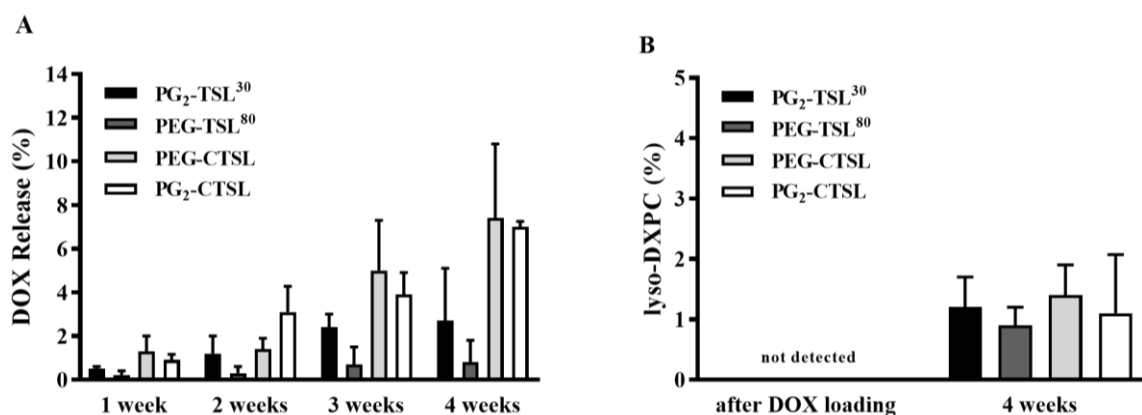 A
DOX Release (%)
14
12
10
8
6
4
2
0
PG₂-TSL³⁰
PEG-TSL⁸⁰
PEG-CTSL
PG₂-CTSL
1 week 2 weeks 3 weeks 4 weeks
B
lyso-DXPC (%)
5
4
3
2
1
0
PG₂-TSL³⁰
PEG-TSL⁸⁰
PEG-CTSL
PG₂-CTSL
not detected
after DOX loading 4 weeks